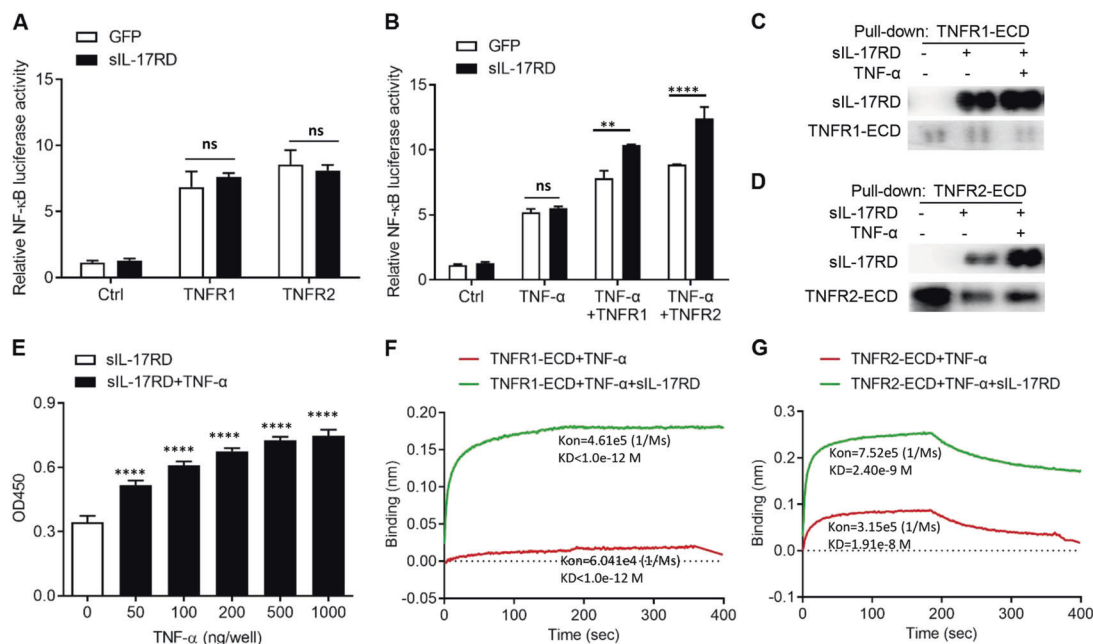 A
GFP
sIL-17RD
Relative NF-κB luciferase activity
15
10
5
0
ns
ns
Ctrl
TNFR1
TNFR2
B
GFP
sIL-17RD
Relative NF-κB luciferase activity
15
10
5
0
ns
**
****
Ctrl
TNF-α
TNF-α
+TNFR1
TNF-α
+TNFR2
C
Pull-down: TNFR1-ECD
sIL-17RD - + +
TNF-α - - +
sIL-17RD
TNFR1-ECD
D
Pull-down: TNFR2-ECD
sIL-17RD - + +
TNF-α - - +
sIL-17RD
TNFR2-ECD
E
sIL-17RD
sIL-17RD+TNF-α
OD450
0.9
0.6
0.3
0.0
**** **** **** **** ****
0 50 100 200 500 1000
TNF-α (ng/well)
F
TNFR1-ECD+TNF-α
TNFR1-ECD+TNF-α+sIL-17RD
Binding (nm)
0.20
0.15
0.10
0.05
0.00
-0.05
Kon=4.61e5 (1/Ms)
KD<1.0e-12 M
Kon=6.041e4 (1/Ms)
KD<1.0e-12 M
0 100 200 300 400
Time (sec)
G
TNFR2-ECD+TNF-α
TNFR2-ECD+TNF-α+sIL-17RD
Binding (nm)
0.3
0.2
0.1
0.0
-0.1
Kon=7.52e5 (1/Ms)
KD=2.40e-9 M
Kon=3.15e5 (1/Ms)
KD=1.91e-8 M
0 100 200 300 400
Time (sec)